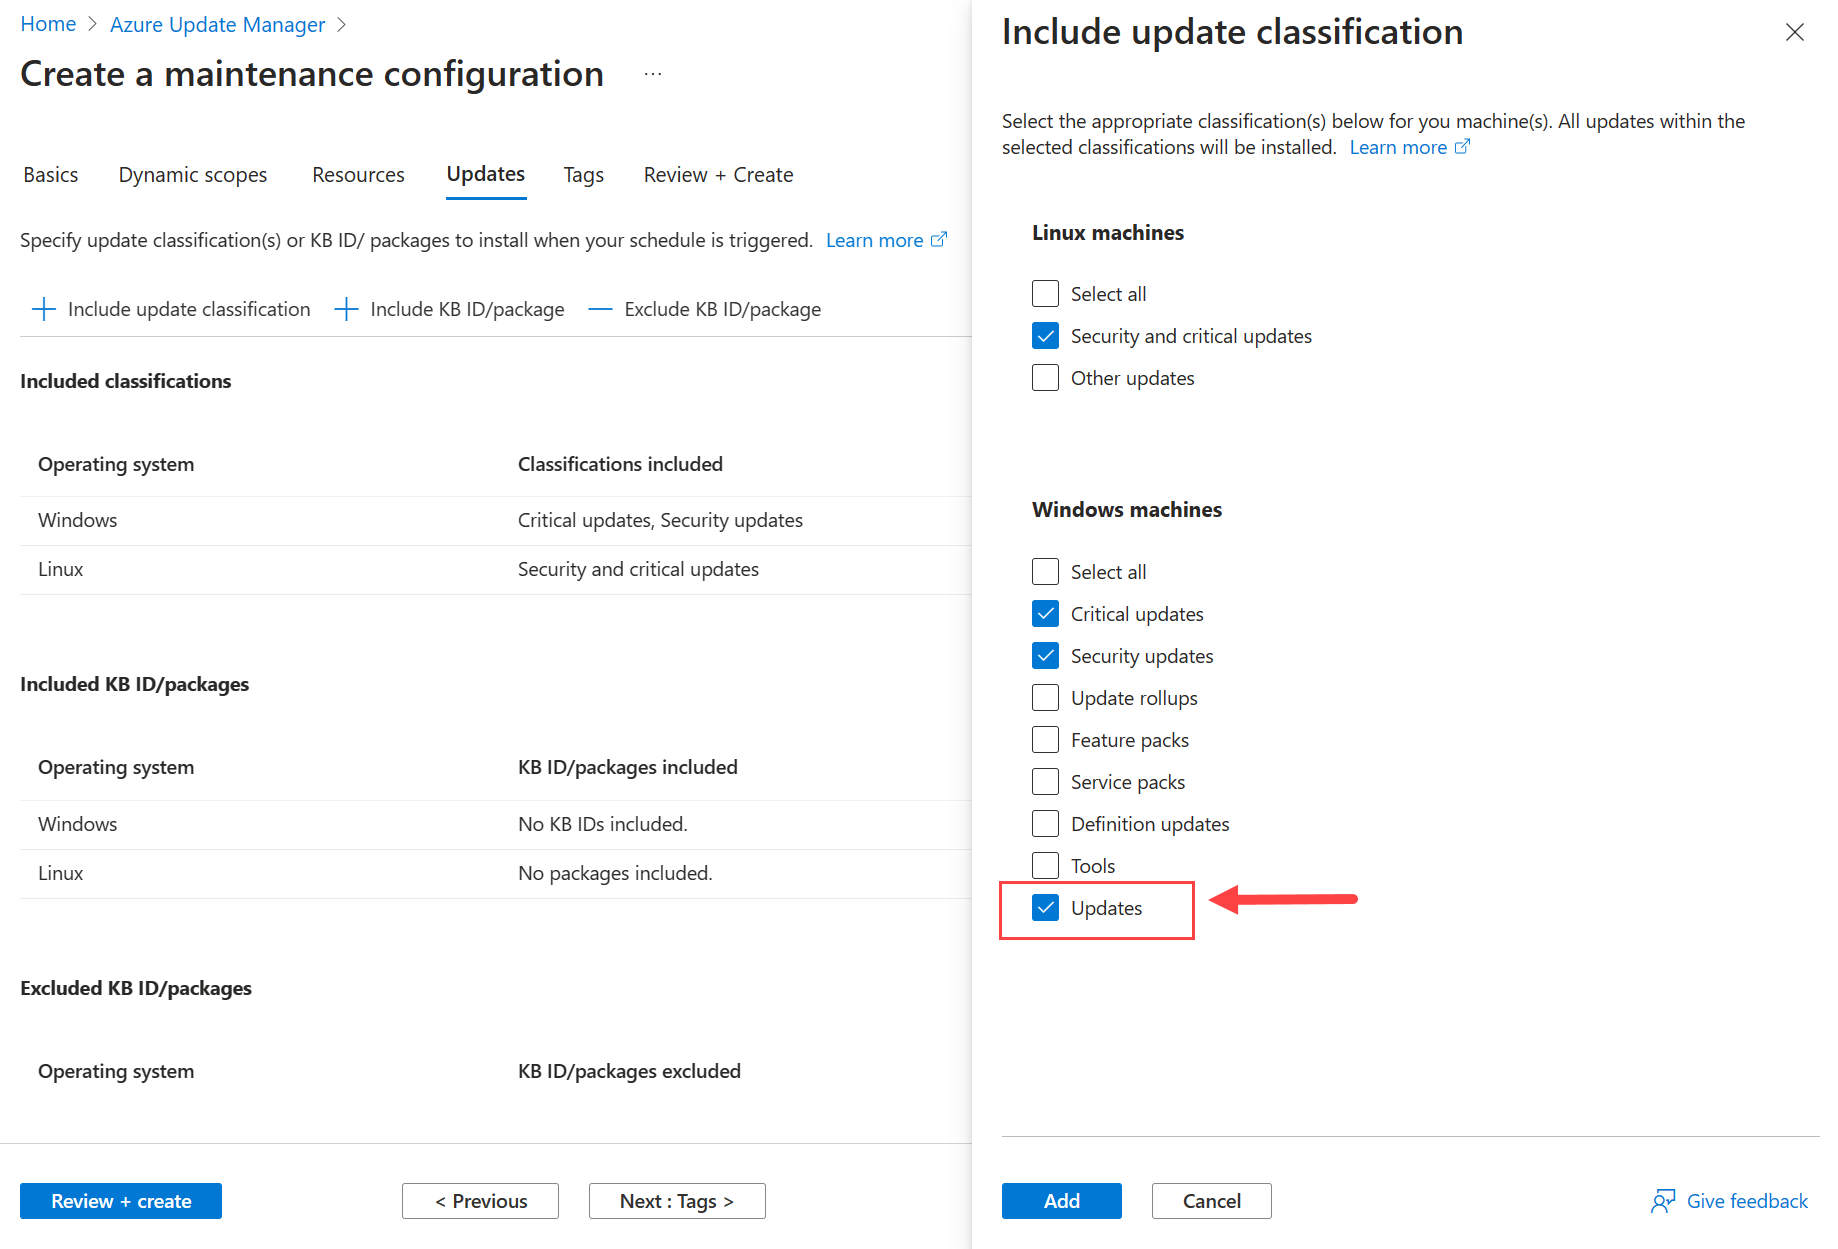 Home > Azure Update Manager >
Create a maintenance configuration ...
Basics Dynamic scopes Resources Updates Tags Review + Create
Specify update classification(s) or KB ID/ packages to install when your schedule is triggered. Learn more
Include update classification Include KB ID/package Exclude KB ID/package
Included classifications
Operating system Classifications included
Windows Critical updates, Security updates
Linux Security and critical updates
Included KB ID/packages
Operating system KB ID/packages included
Windows No KB IDs included.
Linux No packages included.
Excluded KB ID/packages
Operating system KB ID/packages excluded
Review + create < Previous Next : Tags >
Include update classification
Select the appropriate classification(s) below for you machine(s). All updates within the
selected classifications will be installed. Learn more
Linux machines
Select all
Security and critical updates
Other updates
Windows machines
Select all
Critical updates
Security updates
Update rollups
Feature packs
Service packs
Definition updates
Tools
Updates
Add Cancel Give feedback